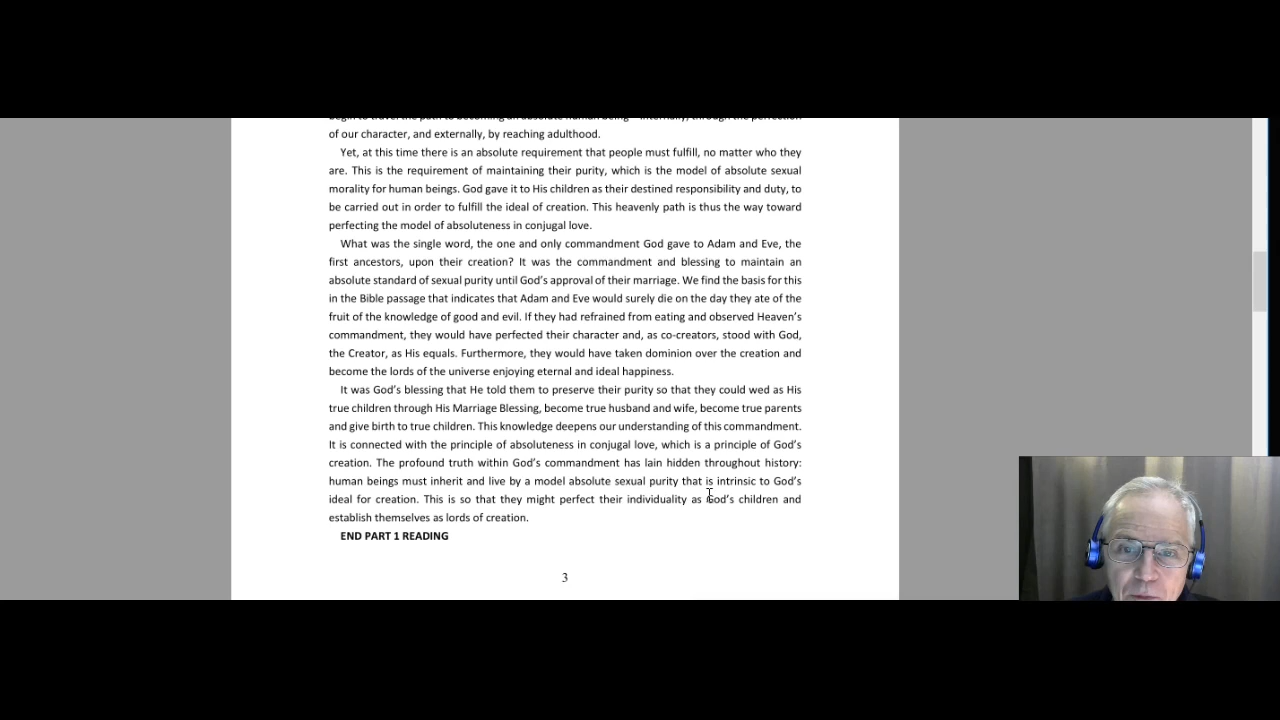 of our character, and externally, by reaching adulthood.
Yet, at this time there is an absolute requirement that people must fulfill, no matter who they
are. This is the requirement of maintaining their purity, which is the model of absolute sexual
morality for human beings. God gave it to His children as their destined responsibility and duty, to
be carried out in order to fulfill the ideal of creation. This heavenly path is thus the way toward
perfecting the model of absoluteness in conjugal love.
What was the single word, the one and only commandment God gave to Adam and Eve, the
first ancestors, upon their creation? It was the commandment and blessing to maintain an
absolute standard of sexual purity until God’s approval of their marriage. We find the basis for this
in the Bible passage that indicates that Adam and Eve would surely die on the day they ate of the
fruit of the knowledge of good and evil. If they had refrained from eating and observed Heaven’s
commandment, they would have perfected their character and, as co-creators, stood with God,
the Creator, as His equals. Furthermore, they would have taken dominion over the creation and
become the lords of the universe enjoying eternal and ideal happiness.
It was God’s blessing that He told them to preserve their purity so that they could wed as His
true children through His Marriage Blessing, become true husband and wife, become true parents
and give birth to true children. This knowledge deepens our understanding of this commandment.
It is connected with the principle of absoluteness in conjugal love, which is a principle of God’s
creation. The profound truth within God’s commandment has lain hidden throughout history:
human beings must inherit and live by a model absolute sexual purity that is intrinsic to God’s
ideal for creation. This is so that they might perfect their individuality as God’s children and
establish themselves as lords of creation.
END PART 1 READING
3